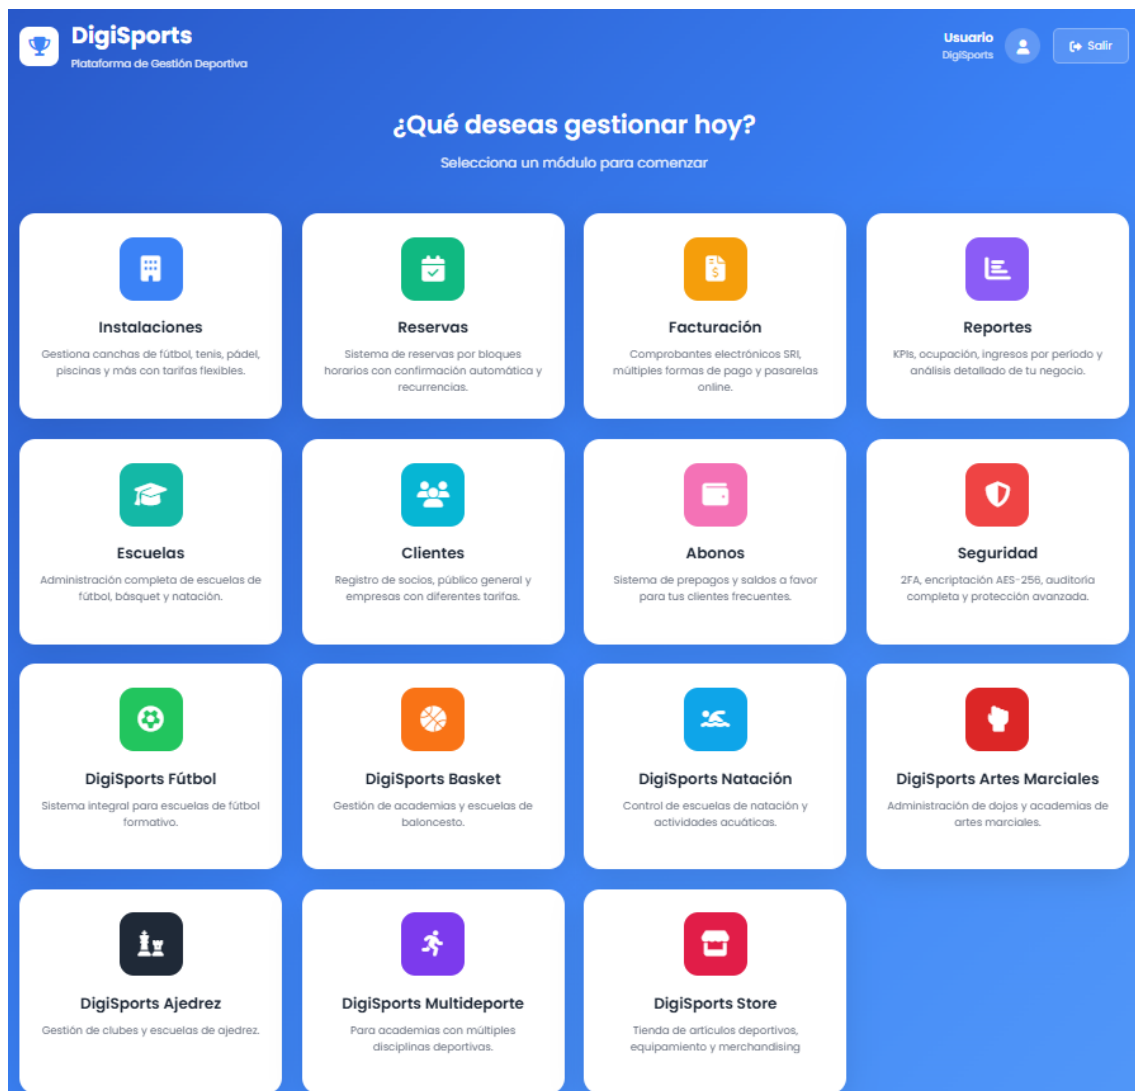 DigiSports
Plataforma de Gestión Deportiva
Usuario
DigiSports
Salir
¿Qué deseas gestionar hoy?
Selecciona un módulo para comenzar
Instalaciones
Gestiona canchas de fútbol, tenis, pádel,
piscinas y más con tarifas flexibles.
Reservas
Sistema de reservas por bloques
horarios con confirmación automática y
recurrencias.
Facturación
Comprobantes electrónicos SRI,
múltiples formas de pago y pasarelas
online.
Reportes
KPIs, ocupación, ingresos por período y
análisis detallado de tu negocio.
Escuelas
Administración completa de escuelas de
fútbol, básquet y natación.
Clientes
Registro de socios, público general y
empresas con diferentes tarifas.
Abonos
Sistema de prepagos y saldos a favor
para tus clientes frecuentes.
Seguridad
2FA, encriptación AES-256, auditoría
completa y protección avanzada.
DigiSports Fútbol
Sistema integral para escuelas de fútbol
formativo.
DigiSports Basket
Gestión de academias y escuelas de
baloncesto.
DigiSports Natación
Control de escuelas de natación y
actividades acuáticas.
DigiSports Artes Marciales
Administración de dojos y academias de
artes marciales.
DigiSports Ajedrez
Gestión de clubes y escuelas de ajedrez.
DigiSports Multideporte
Para academias con múltiples
disciplinas deportivas.
DigiSports Store
Tienda de artículos deportivos,
equipamiento y merchandising